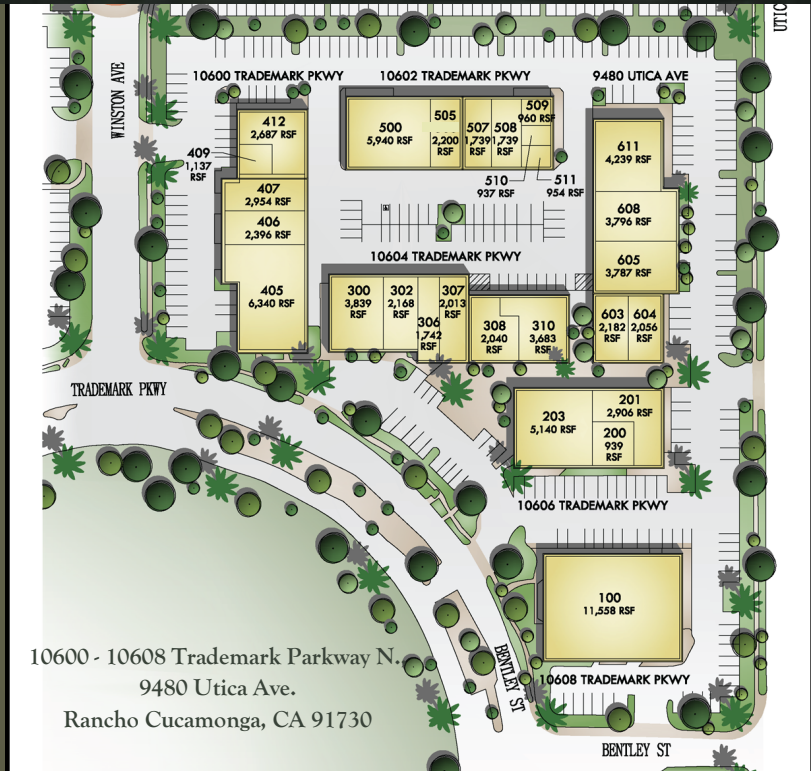 UTIC
WINSTON AVE
10600 TRADEMARK PKWY
10602 TRADEMARK PKWY
9480 UTICA AVE
412
2,687 RSF
409
1,137
RSF
407
2,954 RSF
406
2,396 RSF
405
6,340 RSF
500
5,940 RSF
505
2,200
RSF
507
1,739
RSF
508
1,739
RSF
509
960 RSF
510
937 RSF
511
954 RSF
611
4,239 RSF
608
3,796 RSF
605
3,787 RSF
603
2,182
RSF
604
2,056
RSF
10604 TRADEMARK PKWY
300
3,839
RSF
302
2,168
RSF
306
1,742
RSF
307
2,013
RSF
308
2,040
RSF
310
3,683
RSF
TRADEMARK PKWY
203
5,140 RSF
201
2,906 RSF
200
939
RSF
10606 TRADEMARK PKWY
100
11,558 RSF
10608 TRADEMARK PKWY
BENTLEY ST
BENTLEY ST
10600 - 10608 Trademark Parkway N.
9480 Utica Ave.
Rancho Cucamonga, CA 91730